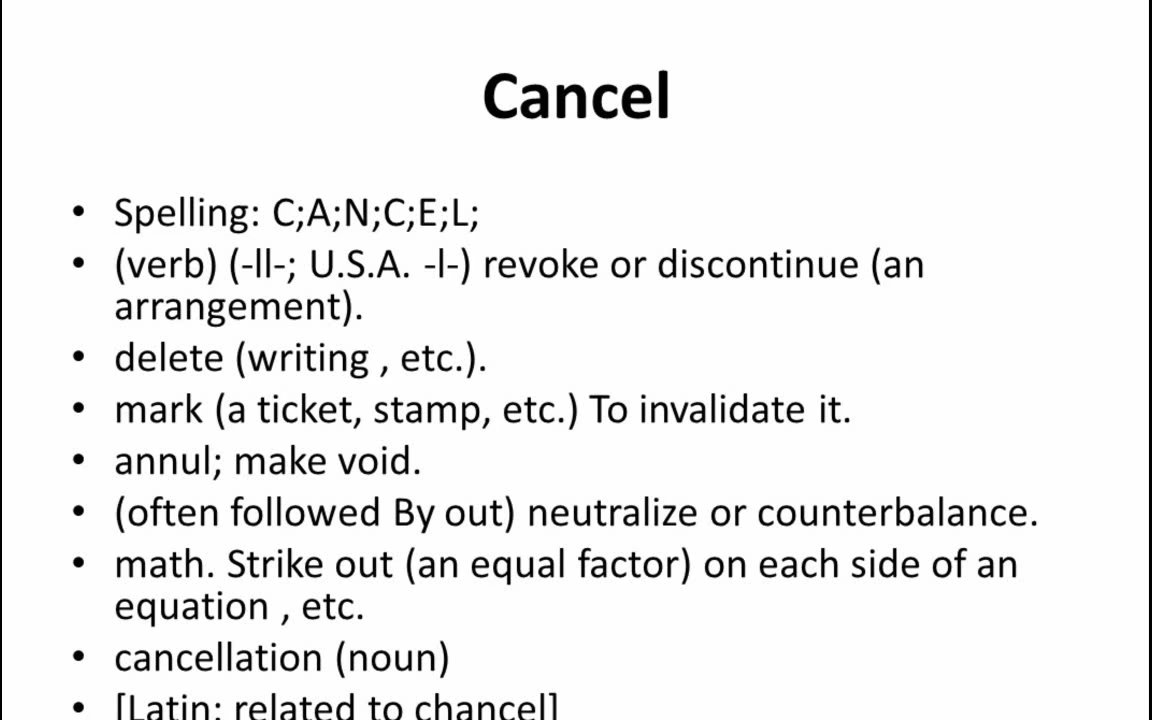 Cancel
• Spelling: C;A;N;C;E;L;
• (verb) (-ll-; U.S.A. -l-) revoke or discontinue (an
arrangement).
• delete (writing , etc.).
• mark (a ticket, stamp, etc.) To invalidate it.
• annul; make void.
• (often followed By out) neutralize or counterbalance.
• math. Strike out (an equal factor) on each side of an
equation , etc.
• cancellation (noun)
• [Latin: related to chancel]